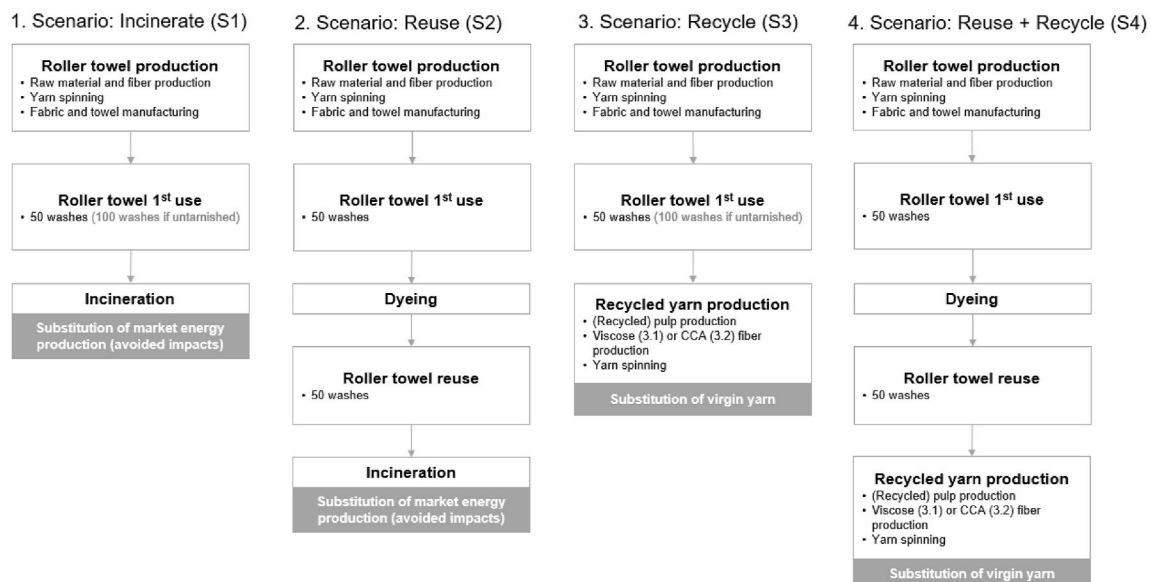 1. Scenario: Incinerate (S1)
Roller towel production
• Raw material and fiber production
• Yarn spinning
• Fabric and towel manufacturing
Roller towel 1st use
• 50 washes (100 washes if untarnished)
Incineration
Substitution of market energy
production (avoided impacts)
2. Scenario: Reuse (S2)
Roller towel production
• Raw material and fiber production
• Yarn spinning
• Fabric and towel manufacturing
Roller towel 1st use
• 50 washes
Dyeing
Roller towel reuse
• 50 washes
Incineration
Substitution of market energy
production (avoided impacts)
3. Scenario: Recycle (S3)
Roller towel production
• Raw material and fiber production
• Yarn spinning
• Fabric and towel manufacturing
Roller towel 1st use
• 50 washes (100 washes if untarnished)
Recycled yarn production
• (Recycled) pulp production
• Viscose (3.1) or CCA (3.2) fiber
production
• Yarn spinning
Substitution of virgin yarn
4. Scenario: Reuse + Recycle (S4)
Roller towel production
• Raw material and fiber production
• Yarn spinning
• Fabric and towel manufacturing
Roller towel 1st use
• 50 washes
Dyeing
Roller towel reuse
• 50 washes
Recycled yarn production
• (Recycled) pulp production
• Viscose (3.1) or CCA (3.2) fiber
production
• Yarn spinning
Substitution of virgin yarn